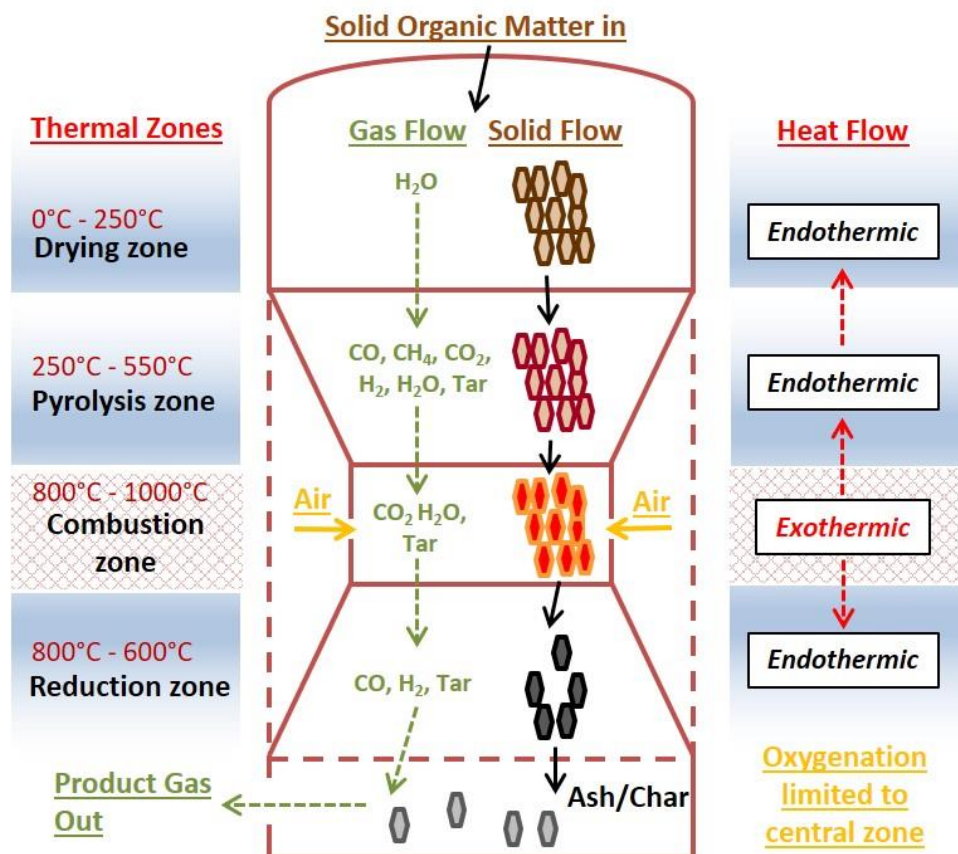 Solid Organic Matter in
Thermal Zones
Gas Flow
Solid Flow
Heat Flow
H₂O
0°C - 250°C
Drying zone
Endothermic
250°C - 550°C
Pyrolysis zone
CO, CH₄, CO₂,
H₂, H₂O, Tar
Endothermic
800°C - 1000°C
Combustion
zone
Air
CO₂ H₂O,
Tar
Air
Exothermic
800°C - 600°C
Reduction zone
CO, H₂, Tar
Endothermic
Product Gas
Out
Ash/Char
Oxygenation
limited to
central zone